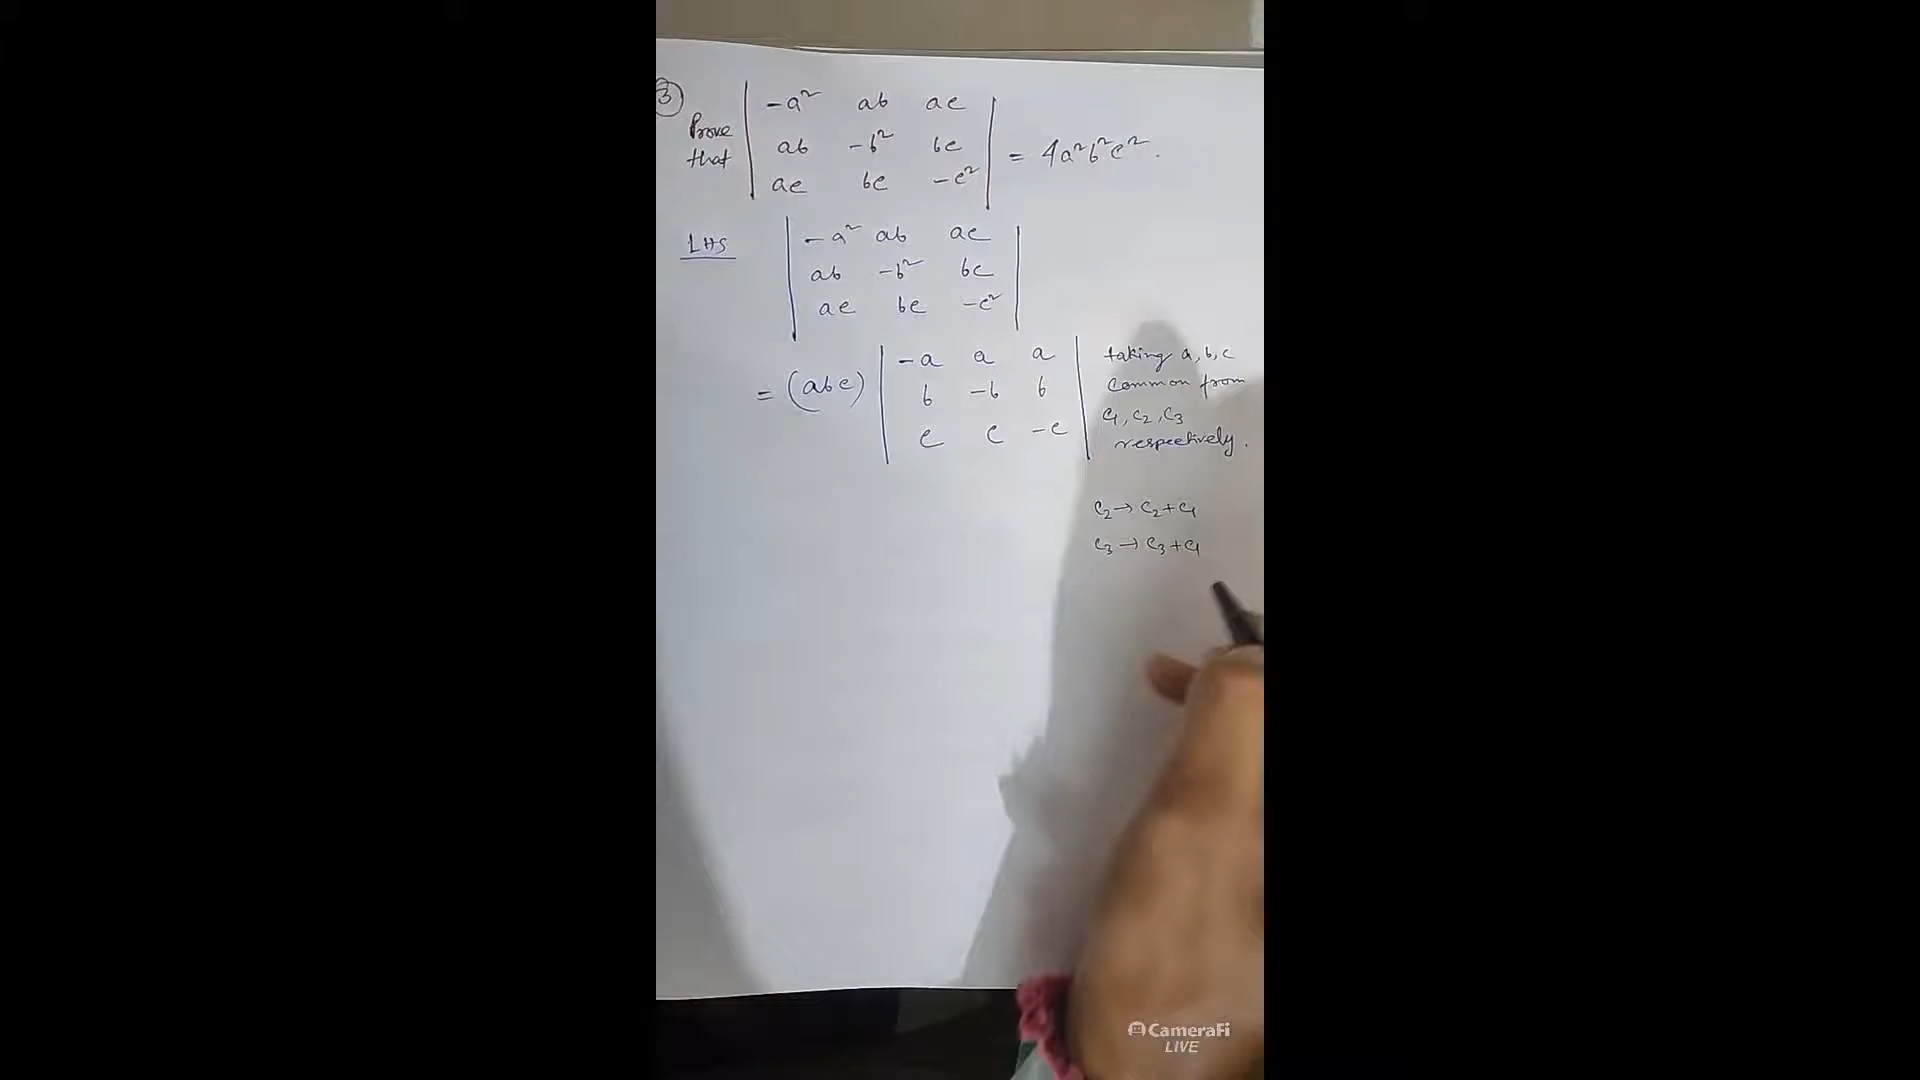 ③
Prove that | -a² ab ac |
| ab -b² bc | = 4a²b²c².
| ac bc -c² |
LHS | -a² ab ac |
| ab -b² bc |
| ac bc -c² |
= (abc) | -a a a | taking a, b, c
| b -b b | common from
| c c -c | C₁, C₂, C₃
respectively.
C₂ → C₂+C₁
C₃ → C₃+C₁
CameraFi
LIVE